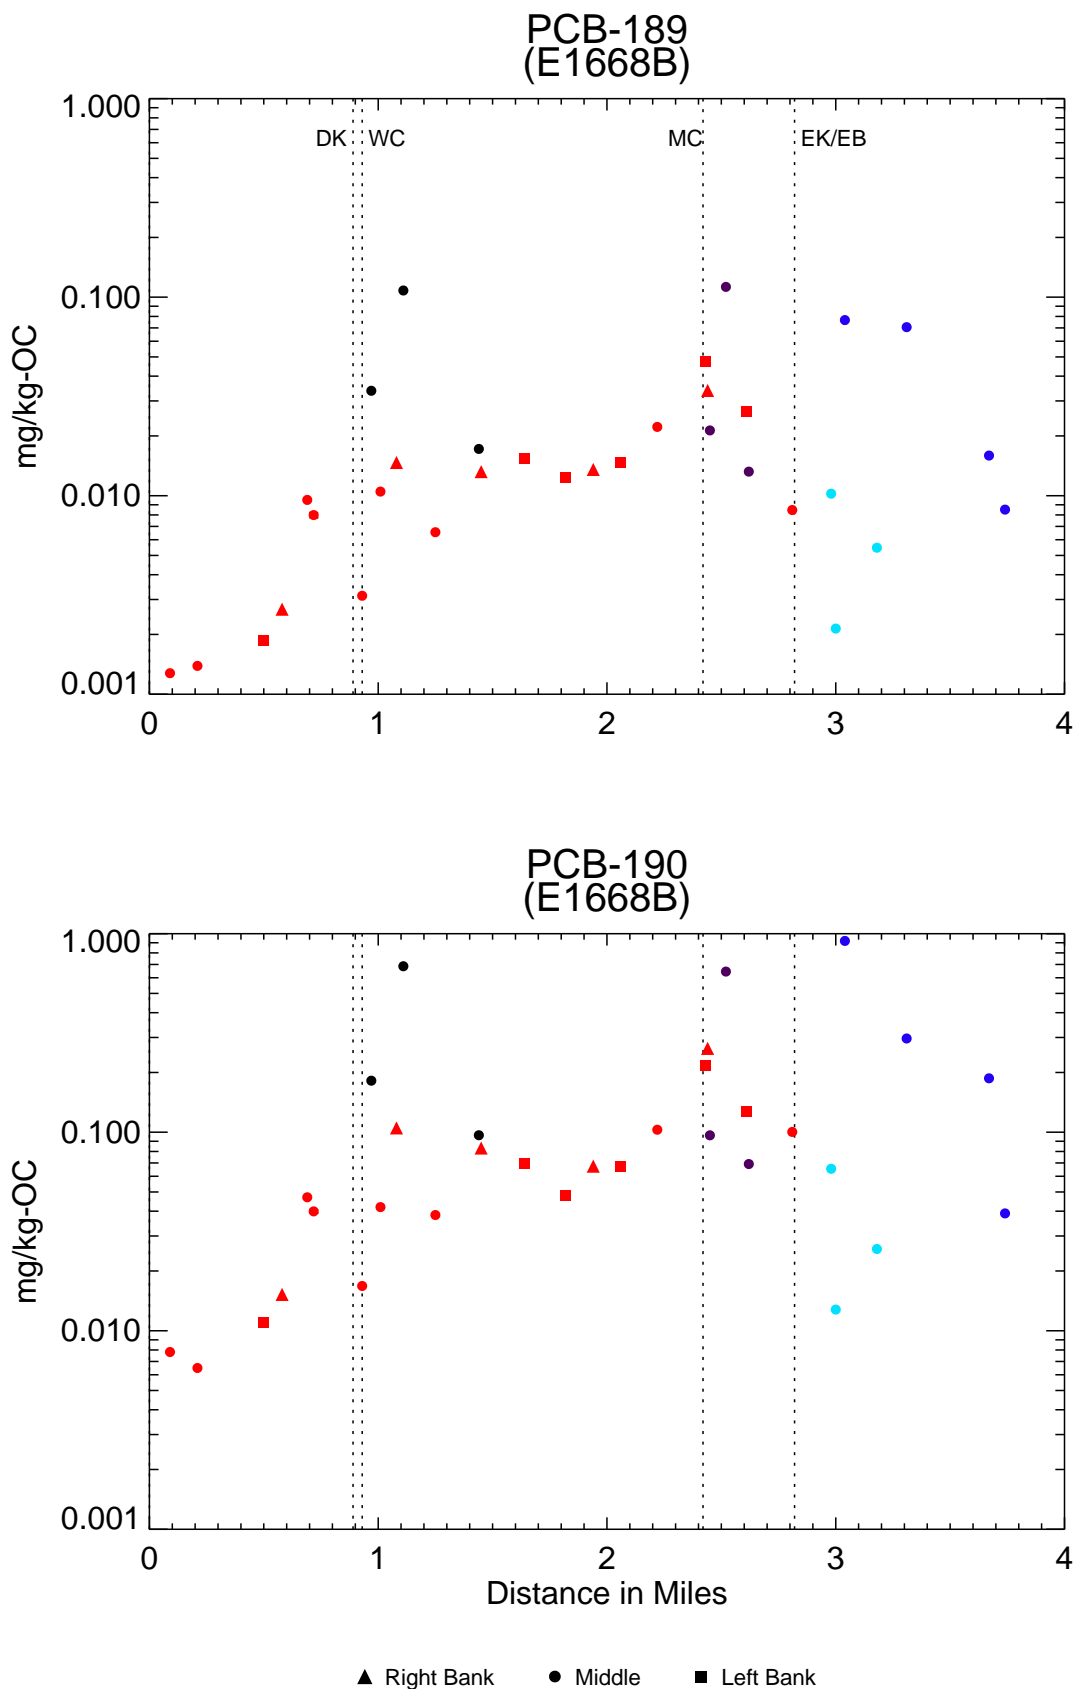 PCB-189
(E1668B)
1.000
DK
WC
MC
EK/EB
0.100
mg/kg-OC
0.010
0.001
0 1 2 3 4
PCB-190
(E1668B)
1.000
0.100
mg/kg-OC
0.010
0.001
0 1 2 3 4
Distance in Miles
Right Bank Middle Left Bank